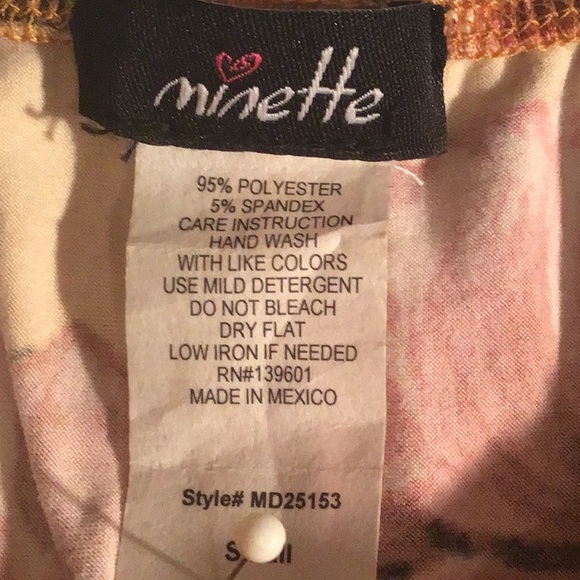 minette
95% POLYESTER
5% SPANDEX
CARE INSTRUCTION
HAND WASH
WITH LIKE COLORS
USE MILD DETERGENT
DO NOT BLEACH
DRY FLAT
LOW IRON IF NEEDED
RN#139601
MADE IN MEXICO
Style# MD25153